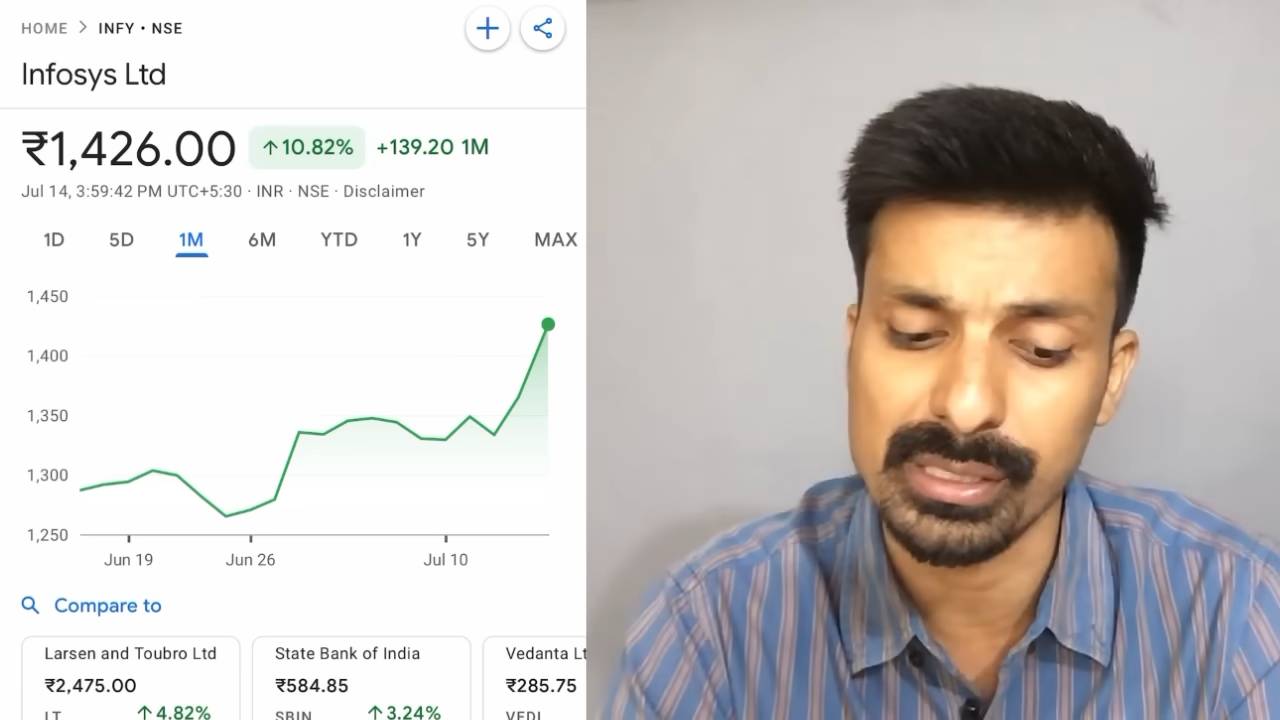 HOME > INFY • NSE
Infosys Ltd
₹1,426.00 ↑10.82% +139.20 1M
Jul 14, 3:59:42 PM UTC+5:30 · INR · NSE · Disclaimer
1D 5D 1M 6M YTD 1Y 5Y MAX
1,450
1,400
1,350
1,300
1,250
Jun 19 Jun 26 Jul 10
Compare to
Larsen and Toubro Ltd State Bank of India Vedanta Lt
₹2,475.00 ₹584.85 ₹285.75
LT ↑4.82% SBIN ↑3.24% VEDL